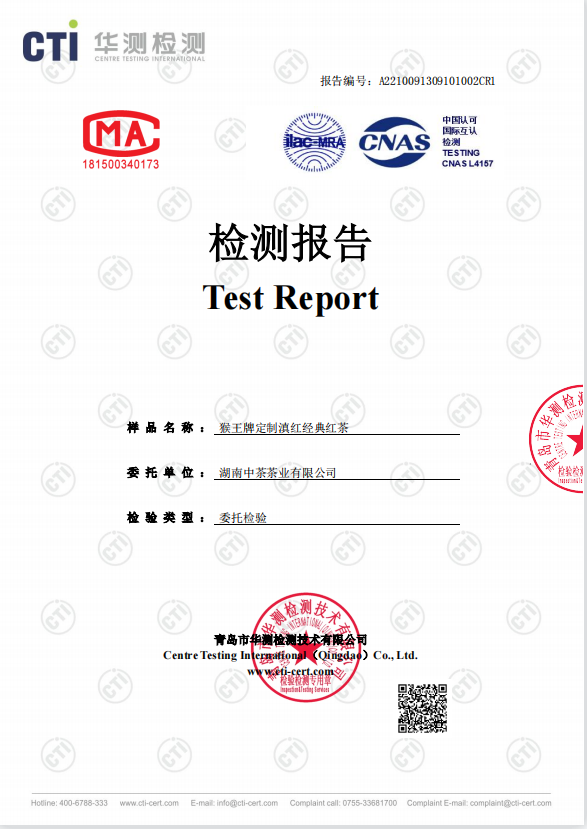 CTI 华测检测
CENTRE TESTING INTERNATIONAL
报告编号：A2210091309101002CR1
MA
181500340173
ilac-MRA
CNAS
中国认可
国际互认
检测
TESTING
CNAS L4157
检测报告
Test Report
样品名称：猴王牌定制滇红经典红茶
委托单位：湖南中茶茶业有限公司
检验类型：委托检验
青岛市华测检测技术有限公司
Centre Testing International (Qingdao) Co., Ltd.
www.cti-cert.com
检验检测专用章
Inspection&Testing Services
Hotline: 400-6788-333 www.cti-cert.com E-mail: info@cti-cert.com Complaint call: 0755-33681700 Complaint E-mail: complaint@cti-cert.com